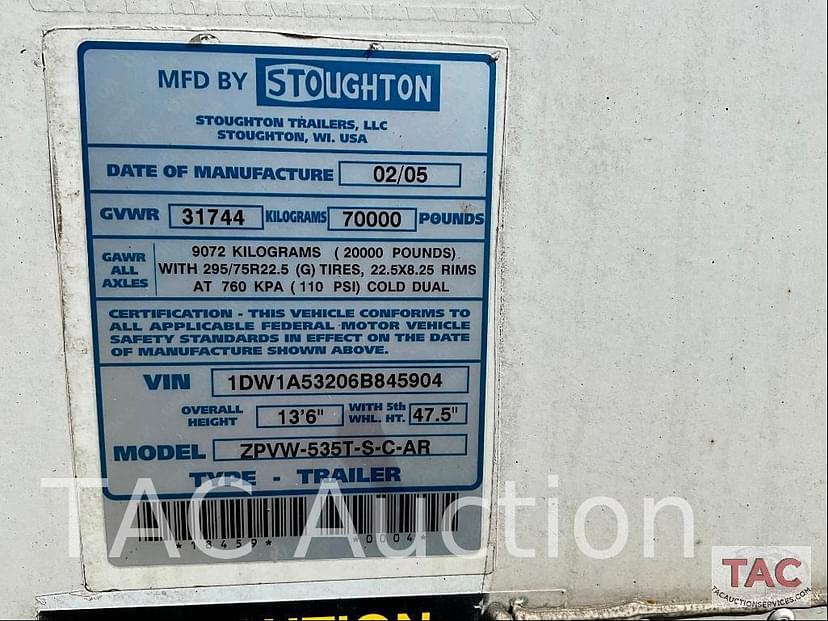 MFD BY STOUGHTON
STOUGHTON TRAILERS, LLC
STOUGHTON, WI. USA
DATE OF MANUFACTURE 02/05
GVWR 31744 KILOGRAMS 70000 POUNDS
GAWR ALL AXLES
9072 KILOGRAMS ( 20000 POUNDS)
WITH 295/75R22.5 (G) TIRES, 22.5X8.25 RIMS
AT 760 KPA ( 110 PSI) COLD DUAL
CERTIFICATION - THIS VEHICLE CONFORMS TO
ALL APPLICABLE FEDERAL MOTOR VEHICLE
SAFETY STANDARDS IN EFFECT ON THE DATE
OF MANUFACTURE SHOWN ABOVE.
VIN 1DW1A53206B845904
OVERALL HEIGHT 13'6" WITH 5th WHL. HT. 47.5"
MODEL ZPVW-535T-S-C-AR
TYPE - TRAILER
TAC Auction
*18459* *0004*
TAC
TACAUCTIONSERVICES.COM